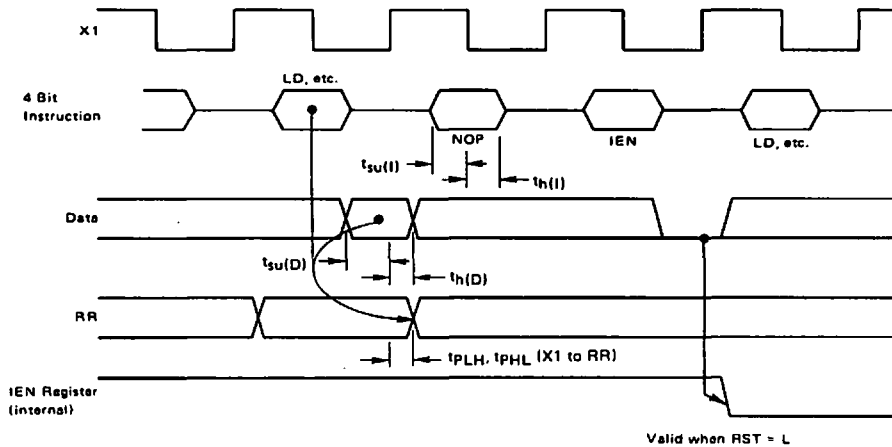 X1
LD, etc.
4 Bit
Instruction
NOP
IEN
LD, etc.
tsu(I)
th(I)
Data
tsu(D)
th(D)
RR
tPLH, tPHL (X1 to RR)
IEN Register
(internal)
Valid when RST = L